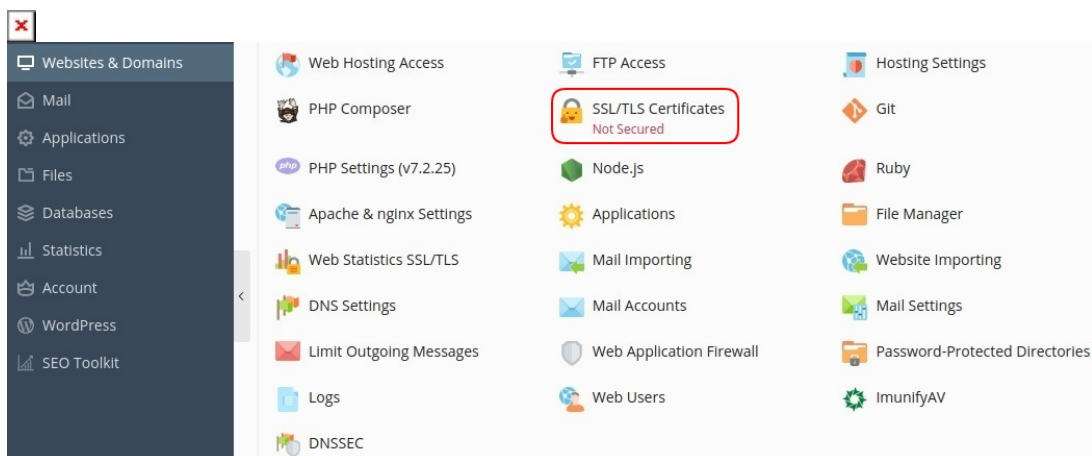 Websites & Domains
Mail
Applications
Files
Databases
Statistics
Account
WordPress
SEO Toolkit
Web Hosting Access
FTP Access
Hosting Settings
PHP Composer
SSL/TLS Certificates
Not Secured
Git
php
PHP Settings (v7.2.25)
Node.js
Ruby
Apache & nginx Settings
Applications
File Manager
Web Statistics SSL/TLS
Mail Importing
Website Importing
DNS Settings
Mail Accounts
Mail Settings
Limit Outgoing Messages
Web Application Firewall
Password-Protected Directories
Logs
Web Users
ImunifyAV
DNSSEC